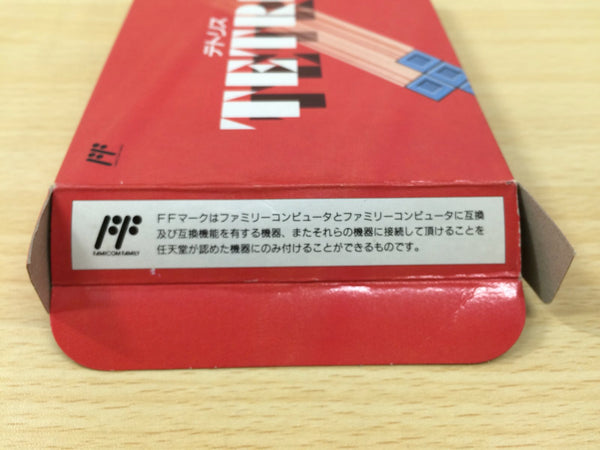 テトリス
TETR
FF
FF
FAMICOM FAMILY
FFマークはファミリーコンピュータとファミリーコンピュータに互換
及び互換機能を有する機器、またそれらの機器に接続して頂けることを
任天堂が認めた機器にのみ付けることができるものです。